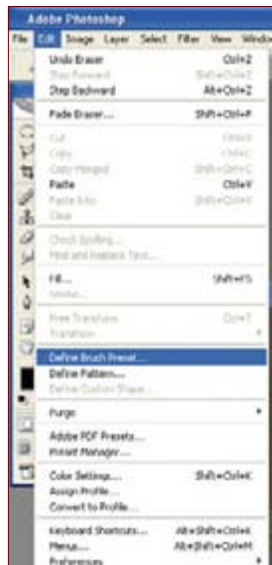 Adobe Photoshop
File Edit Image Layer Select Filter View Window
Undo Eraser Ctrl+Z
Step Forward Shift+Ctrl+Z
Step Backward Alt+Ctrl+Z
Fade Eraser... Shift+Ctrl+F
Cut Ctrl+X
Copy Ctrl+C
Copy Merged Shift+Ctrl+C
Paste Ctrl+V
Paste Into Shift+Ctrl+V
Clear
Check Spelling...
Find and Replace Text...
Fill... Shift+F5
Stroke...
Free Transform Ctrl+T
Transform
Define Brush Preset...
Define Pattern...
Define Custom Shape...
Purge
Adobe PDF Presets...
Preset Manager...
Color Settings... Shift+Ctrl+K
Assign Profile...
Convert to Profile...
Keyboard Shortcuts... Alt+Shift+Ctrl+K
Menus... Alt+Shift+Ctrl+M
Preferences